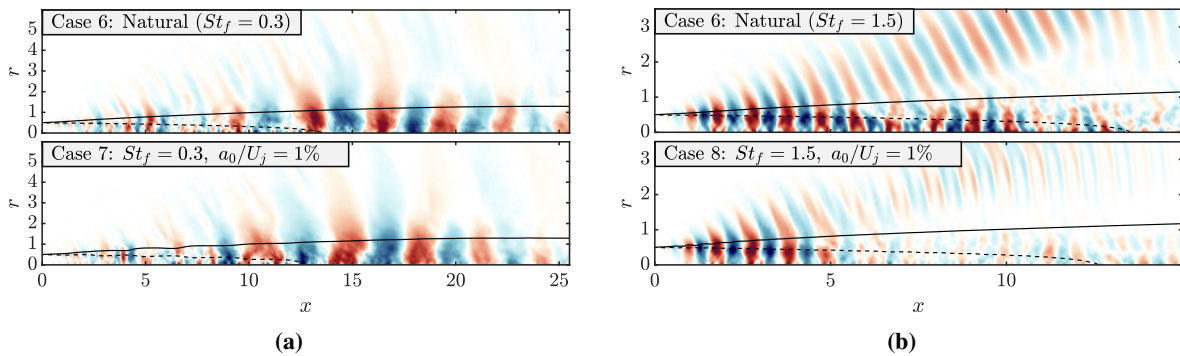 Case 6: Natural (St_f = 0.3)
r
5
4
3
2
1
0
Case 7: St_f = 0.3, a_0/U_j = 1%
r
5
4
3
2
1
0
0 5 10 15 20 25
x
(a)
Case 6: Natural (St_f = 1.5)
r
3
2
1
0
Case 8: St_f = 1.5, a_0/U_j = 1%
r
3
2
1
0
0 5 10
x
(b)